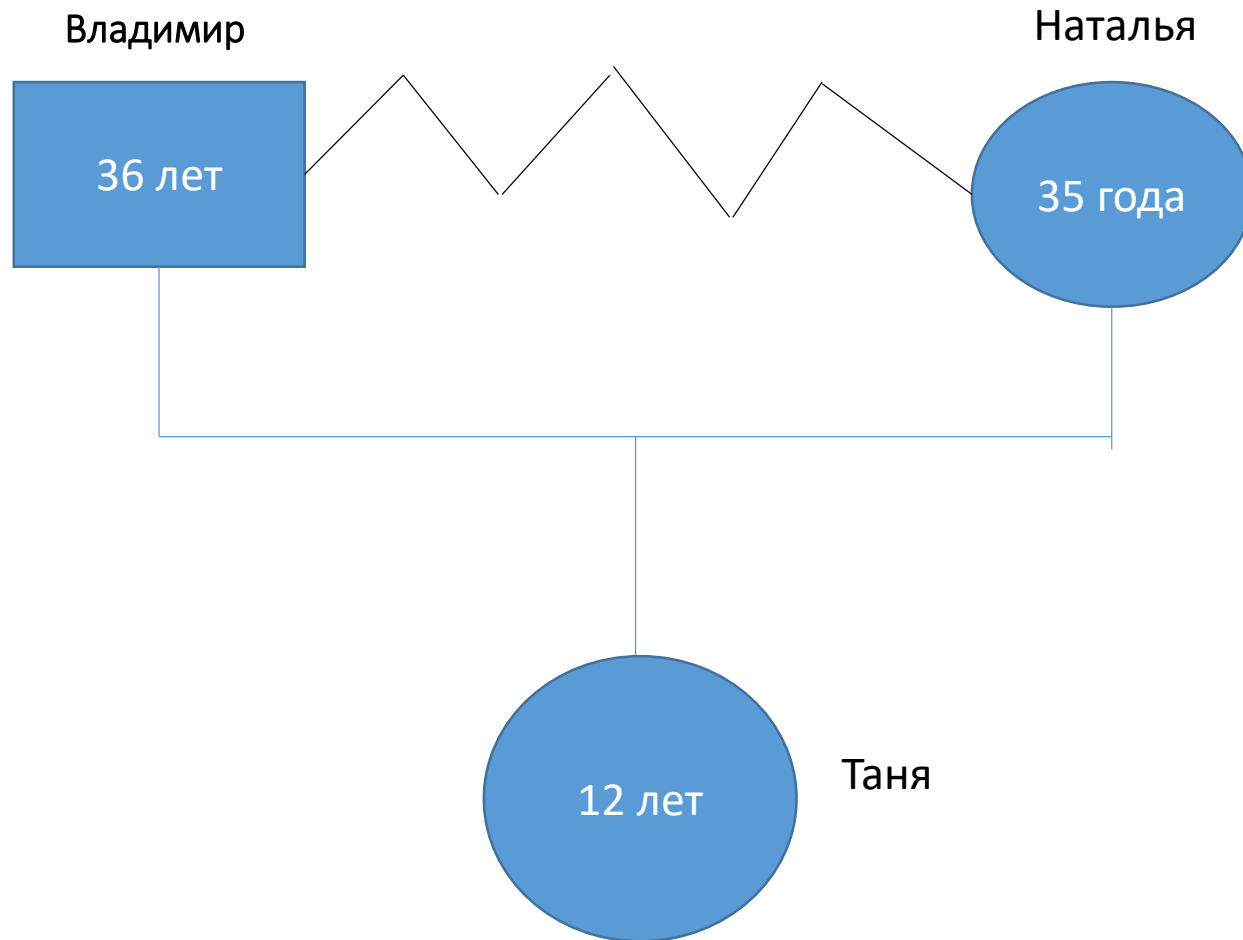 Владимир
Наталья
36 лет
35 года
Таня
12 лет